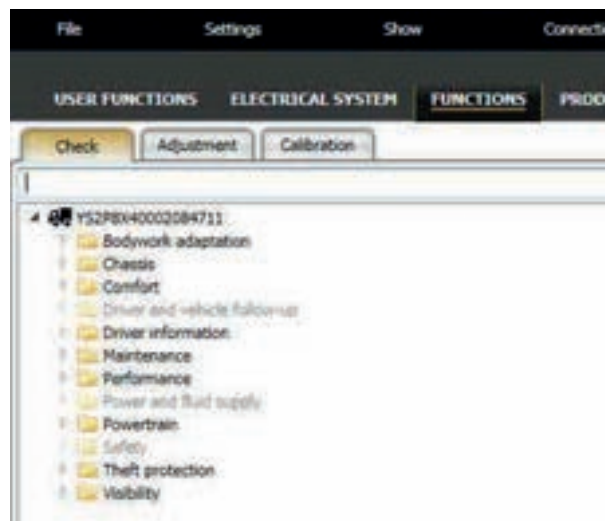 File Settings Show Connecti
USER FUNCTIONS ELECTRICAL SYSTEM FUNCTIONS PROD
Check Adjustment Calibration
YS2P8X40002084711
Bodywork adaptation
Chassis
Comfort
Driver and vehicle follow-up
Driver information
Maintenance
Performance
Power and fluid supply
Powertrain
Safety
Theft protection
Visibility